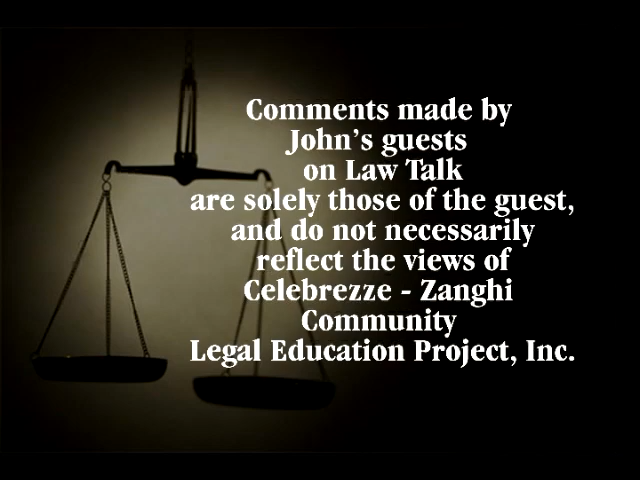 Comments made by
John's guests
on Law Talk
are solely those of the guest,
and do not necessarily
reflect the views of
Celebrezze - Zanghi
Community
Legal Education Project, Inc.